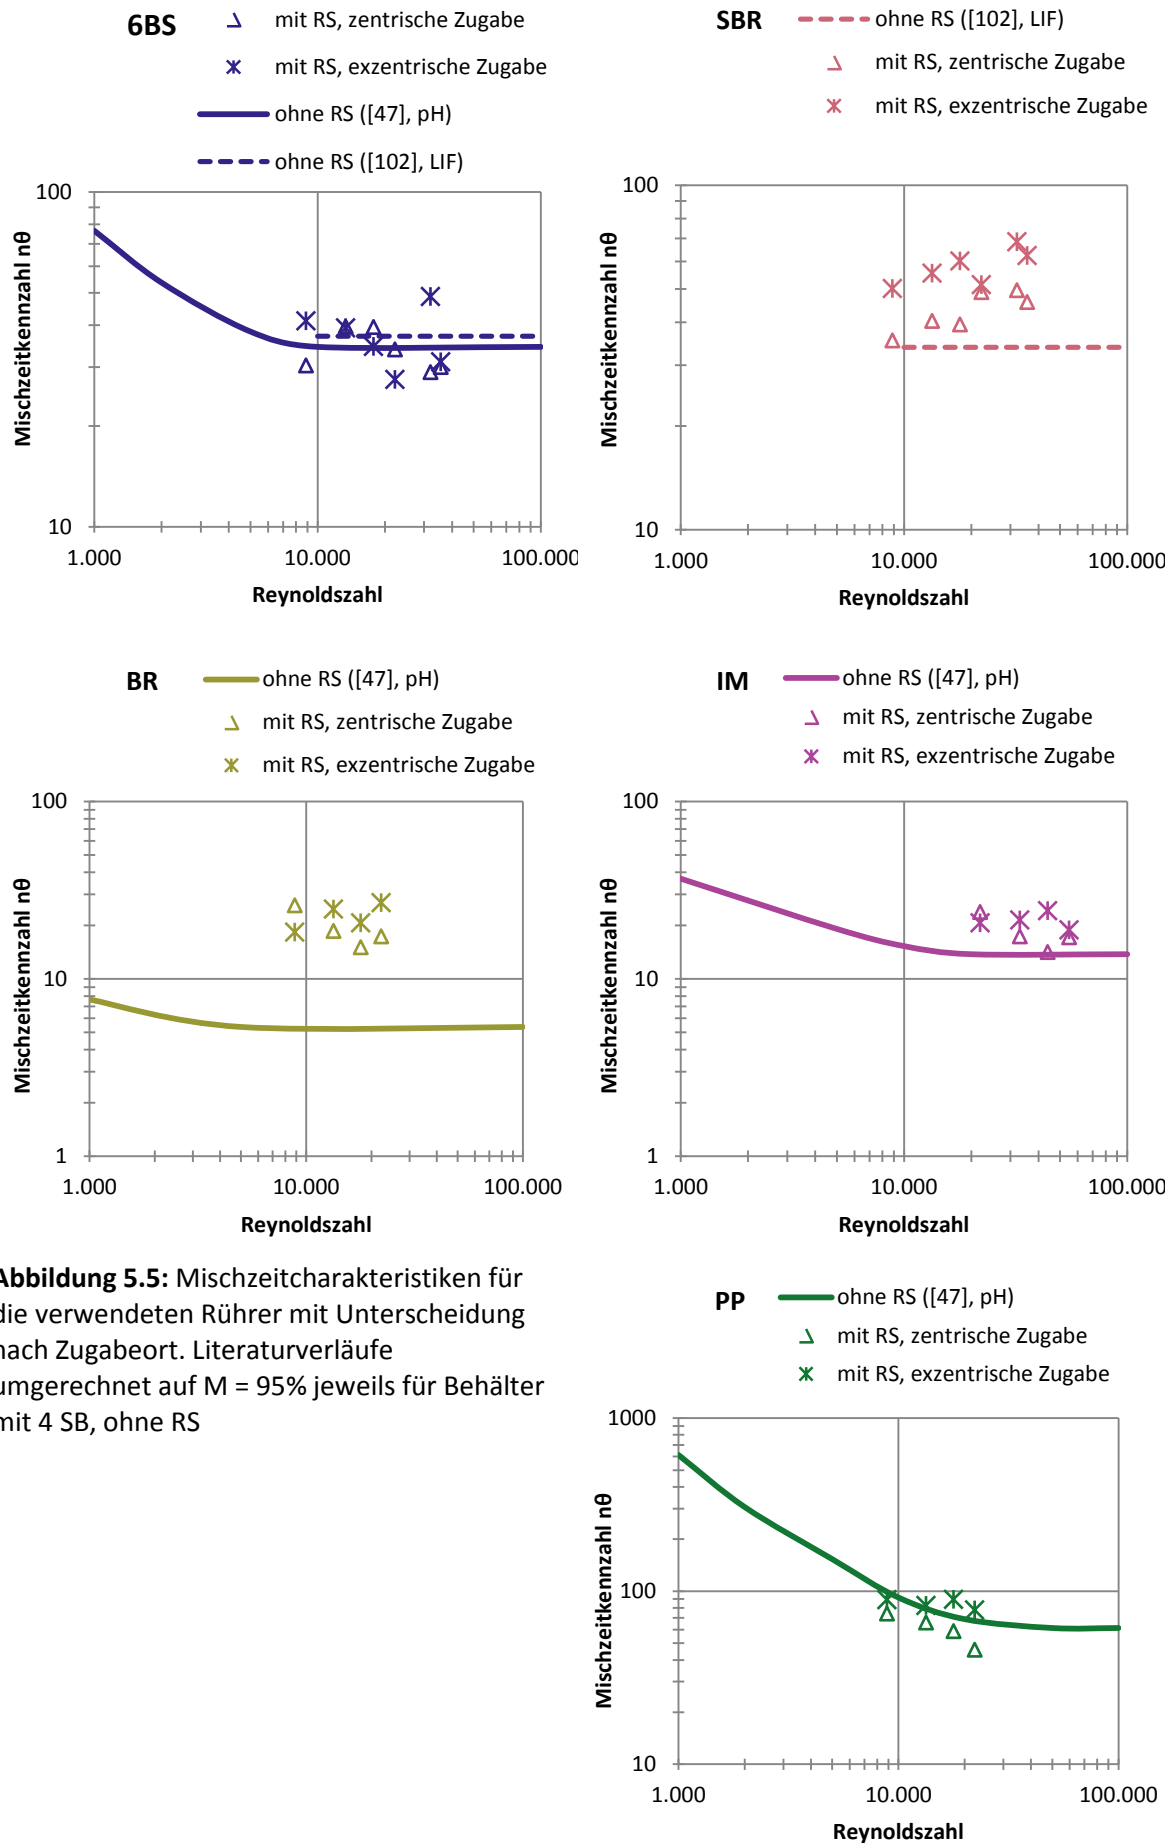 6BS
mit RS, zentrische Zugabe
mit RS, exzentrische Zugabe
ohne RS ([47], pH)
ohne RS ([102], LIF)
100
10
1.000
10.000
100.000
Mischzeitkennzahl nθ
Reynoldszahl
SBR
ohne RS ([102], LIF)
mit RS, zentrische Zugabe
mit RS, exzentrische Zugabe
100
10
1.000
10.000
100.000
Mischzeitkennzahl nθ
Reynoldszahl
BR
ohne RS ([47], pH)
mit RS, zentrische Zugabe
mit RS, exzentrische Zugabe
100
10
1
1.000
10.000
100.000
Mischzeitkennzahl nθ
Reynoldszahl
IM
ohne RS ([47], pH)
mit RS, zentrische Zugabe
mit RS, exzentrische Zugabe
100
10
1
1.000
10.000
100.000
Mischzeitkennzahl nθ
Reynoldszahl
Abbildung 5.5: Mischzeitcharakteristiken für
die verwendeten Rührer mit Unterscheidung
nach Zugabeort. Literaturverläufe
umgerechnet auf M = 95% jeweils für Behälter
mit 4 SB, ohne RS
PP
ohne RS ([47], pH)
mit RS, zentrische Zugabe
mit RS, exzentrische Zugabe
1000
100
10
1.000
10.000
100.000
Mischzeitkennzahl nθ
Reynoldszahl